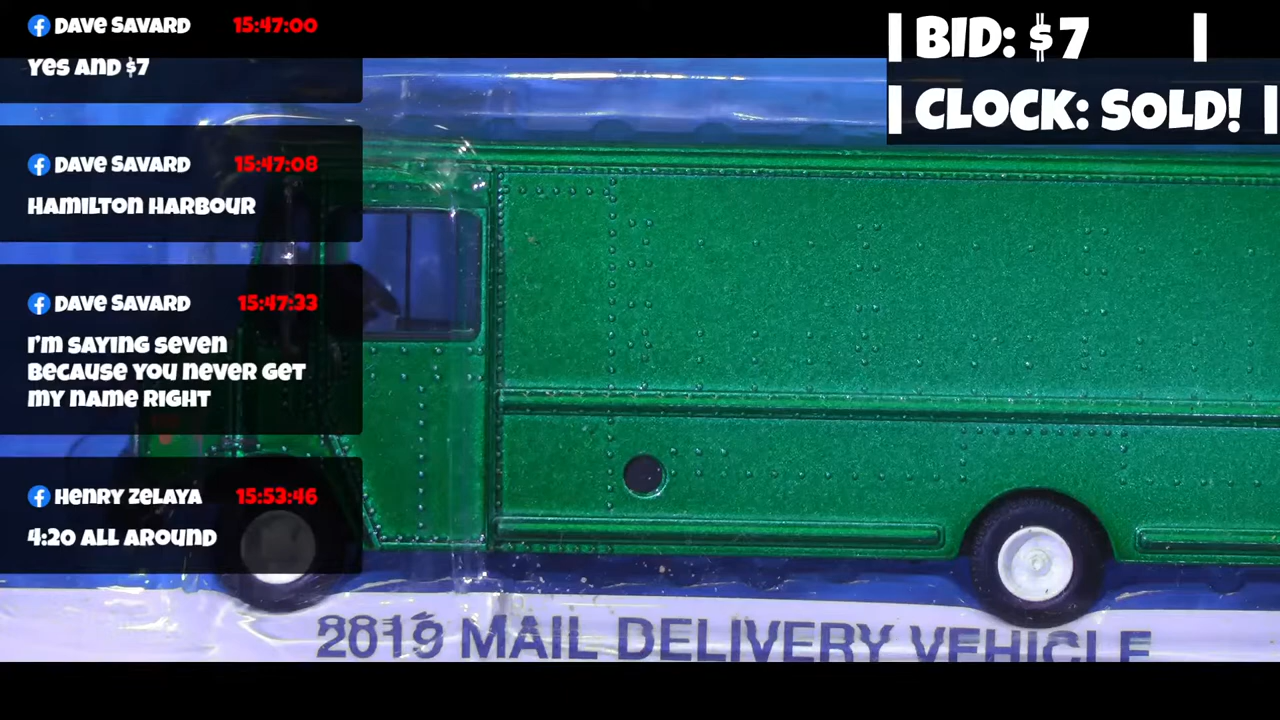 Dave Savard 15:47:00
Yes and $7
Dave Savard 15:47:08
Hamilton Harbour
Dave Savard 15:47:33
I'm saying seven
because you never get
my name right
Henry Zelaya 15:53:46
4:20 all around
| BID: $7 |
| CLOCK: SOLD! |
2019 MAIL DELIVERY VEHICLE